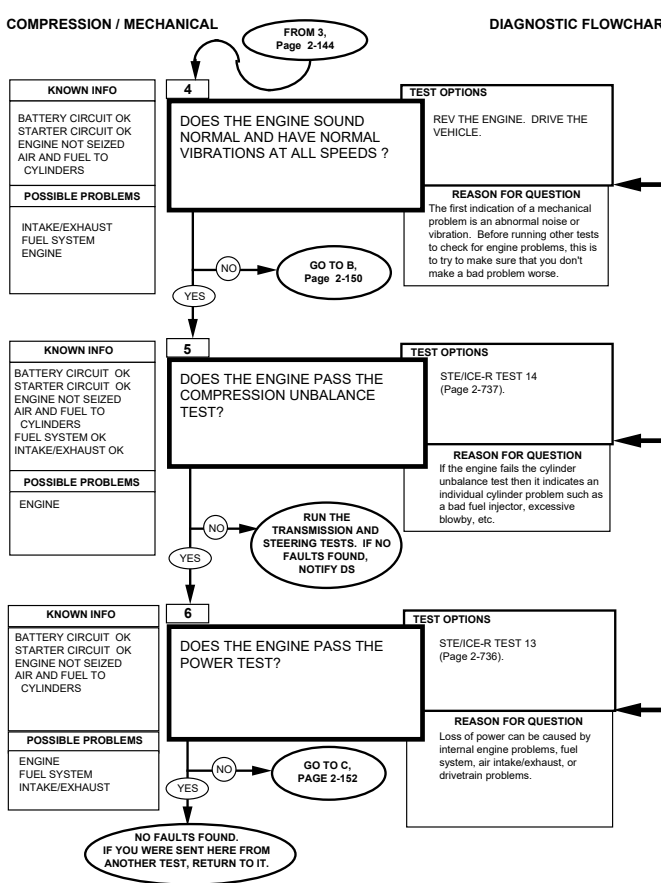 COMPRESSION / MECHANICAL
DIAGNOSTIC FLOWCHAR
FROM 3,
Page 2-144
KNOWN INFO
BATTERY CIRCUIT OK
STARTER CIRCUIT OK
ENGINE NOT SEIZED
AIR AND FUEL TO
CYLINDERS
POSSIBLE PROBLEMS
INTAKE/EXHAUST
FUEL SYSTEM
ENGINE
4
DOES THE ENGINE SOUND
NORMAL AND HAVE NORMAL
VIBRATIONS AT ALL SPEEDS ?
TEST OPTIONS
REV THE ENGINE. DRIVE THE
VEHICLE.
REASON FOR QUESTION
The first indication of a mechanical
problem is an abnormal noise or
vibration. Before running other tests
to check for engine problems, this is
to try to make sure that you don't
make a bad problem worse.
NO
GO TO B,
Page 2-150
YES
KNOWN INFO
BATTERY CIRCUIT OK
STARTER CIRCUIT OK
ENGINE NOT SEIZED
AIR AND FUEL TO
CYLINDERS
FUEL SYSTEM OK
INTAKE/EXHAUST OK
POSSIBLE PROBLEMS
ENGINE
5
DOES THE ENGINE PASS THE
COMPRESSION UNBALANCE
TEST?
TEST OPTIONS
STE/ICE-R TEST 14
(Page 2-737).
REASON FOR QUESTION
If the engine fails the cylinder
unbalance test then it indicates an
individual cylinder problem such as
a bad fuel injector, excessive
blowby, etc.
NO
RUN THE
TRANSMISSION AND
STEERING TESTS. IF NO
FAULTS FOUND,
NOTIFY DS
YES
KNOWN INFO
BATTERY CIRCUIT OK
STARTER CIRCUIT OK
ENGINE NOT SEIZED
AIR AND FUEL TO
CYLINDERS
POSSIBLE PROBLEMS
ENGINE
FUEL SYSTEM
INTAKE/EXHAUST
6
DOES THE ENGINE PASS THE
POWER TEST?
TEST OPTIONS
STE/ICE-R TEST 13
(Page 2-736).
REASON FOR QUESTION
Loss of power can be caused by
internal engine problems, fuel
system, air intake/exhaust, or
drivetrain problems.
NO
GO TO C,
PAGE 2-152
YES
NO FAULTS FOUND.
IF YOU WERE SENT HERE FROM
ANOTHER TEST, RETURN TO IT.